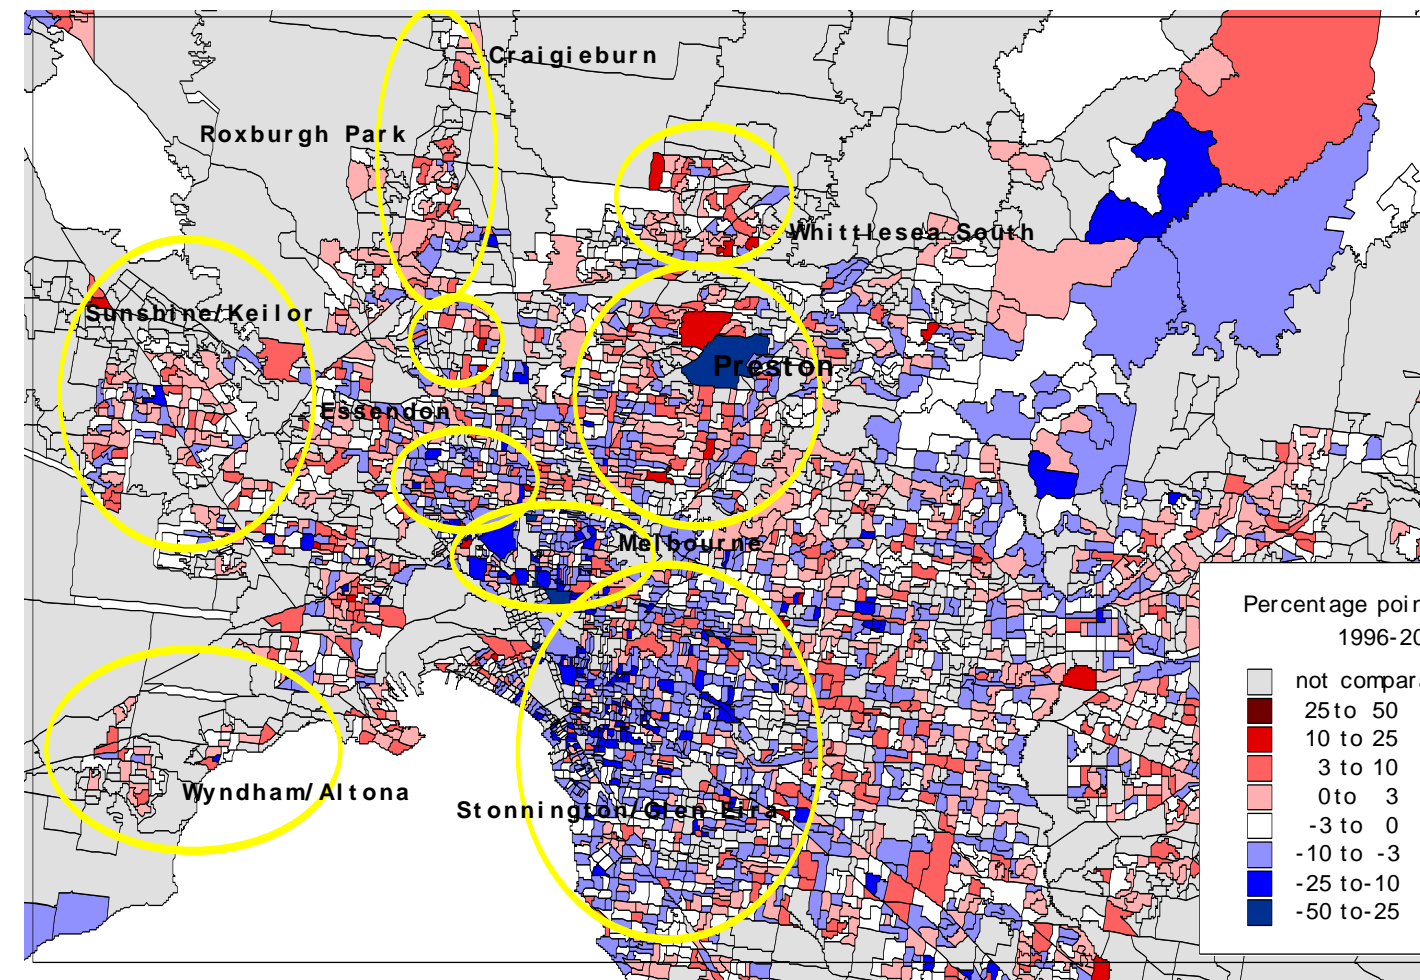 Craigieburn
Roxburgh Park
Whittlesea South
Sunshine/Keilor
Preston
Essendon
Melbourne
Wyndham/Altona
Stonnington/Glen Eira
Percentage poin
1996-20
not compara
25 to 50
10 to 25
3 to 10
0 to 3
-3 to 0
-10 to -3
-25 to -10
-50 to -25